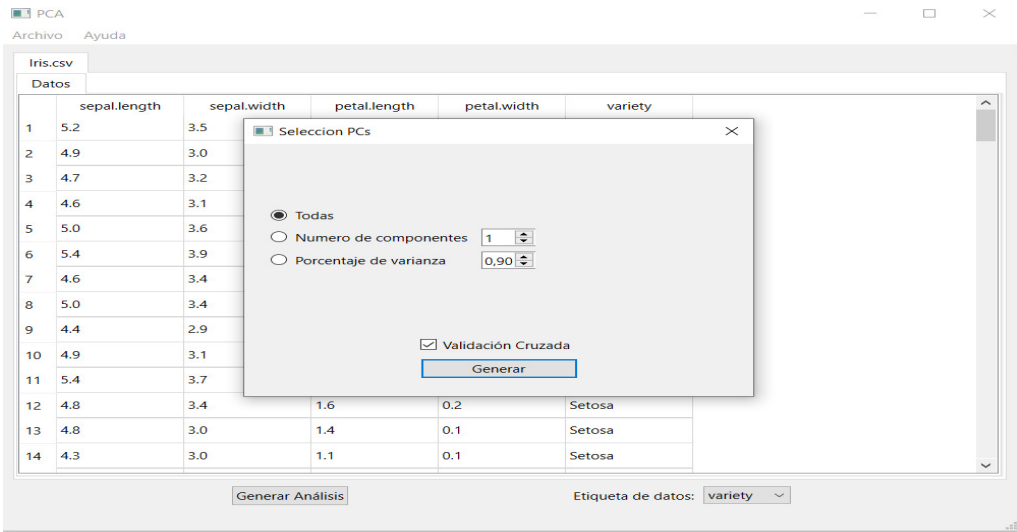 PCA
Archivo Ayuda
Iris.csv
Datos
sepal.length sepal.width petal.length petal.width variety
1 5.2 3.5
Seleccion PCs
2 4.9 3.0
3 4.7 3.2
4 4.6 3.1
Todas
5 5.0 3.6
Numero de componentes 1
6 5.4 3.9
Porcentaje de varianza 0,90
7 4.6 3.4
8 5.0 3.4
9 4.4 2.9
Validación Cruzada
10 4.9 3.1
Generar
11 5.4 3.7
12 4.8 3.4 1.6 0.2 Setosa
13 4.8 3.0 1.4 0.1 Setosa
14 4.3 3.0 1.1 0.1 Setosa
Generar Análisis Etiqueta de datos: variety